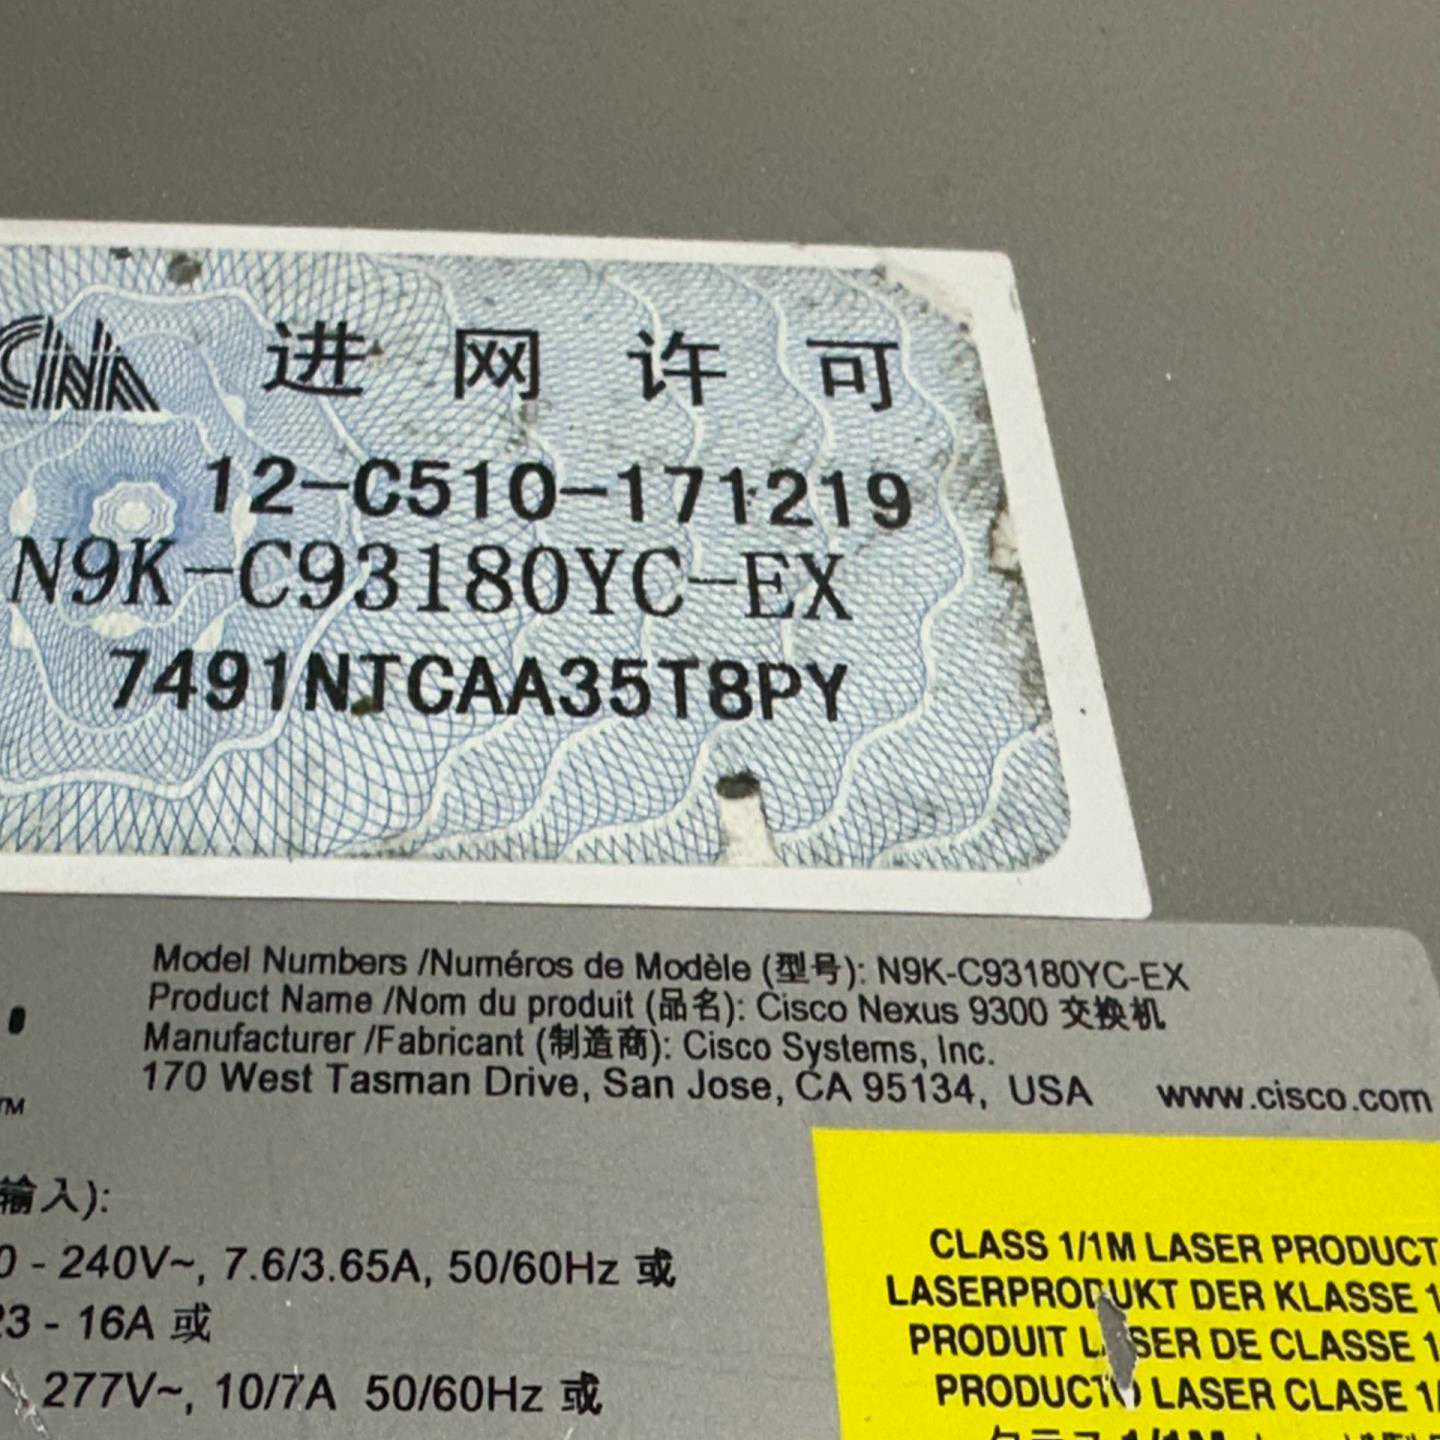 CNA 进网许可
12-C510-171219
N9K-C93180YC-EX
7491NTCAA35T8PY
Model Numbers /Numéros de Modèle (型号): N9K-C93180YC-EX
Product Name /Nom du produit (品名): Cisco Nexus 9300 交换机
Manufacturer /Fabricant (制造商): Cisco Systems, Inc.
170 West Tasman Drive, San Jose, CA 95134, USA www.cisco.com
TM
输入):
0 - 240V~, 7.6/3.65A, 50/60Hz 或
23 - 16A 或
277V~, 10/7A 50/60Hz 或
CLASS 1/1M LASER PRODUCT
LASERPRODUKT DER KLASSE 1
PRODUIT LASER DE CLASSE 1
PRODUCTO LASER CLASE 1/